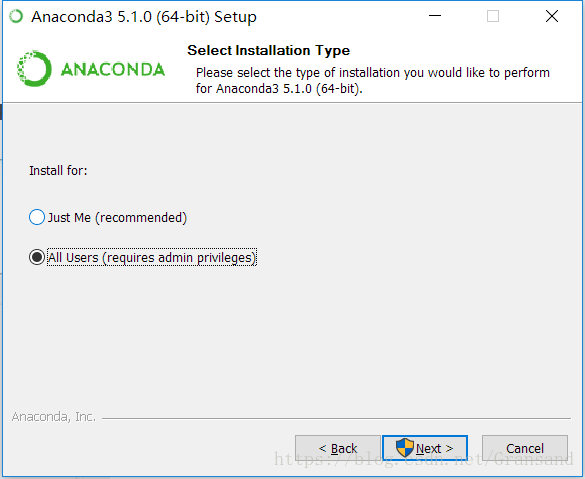 Anaconda3 5.1.0 (64-bit) Setup
ANACONDA
Select Installation Type
Please select the type of installation you would like to perform
for Anaconda3 5.1.0 (64-bit).
Install for:
Just Me (recommended)
All Users (requires admin privileges)
Anaconda, Inc.
< Back
Next >
Cancel
https://blog.csdn.net/Gransand